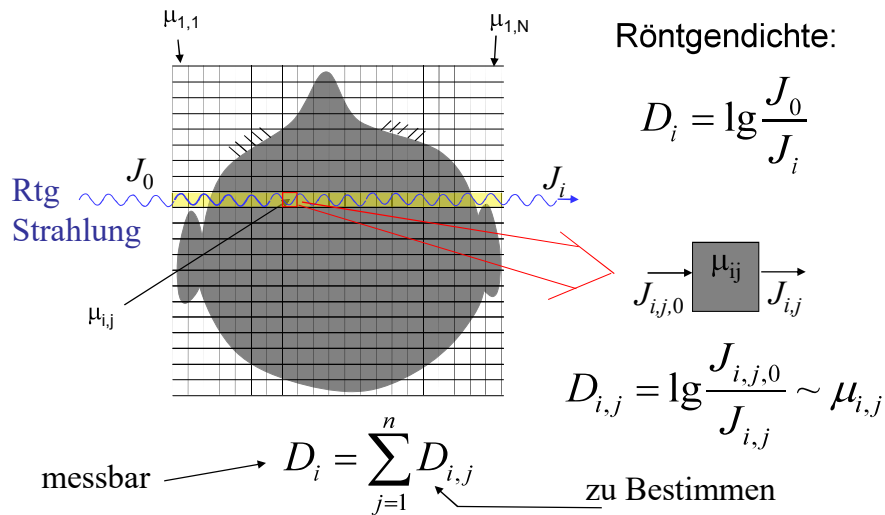 μ1,1
μ1,N
Röntgendichte:
D_i = lg J_0 / J_i
J_0
J_i
Rtg
Strahlung
μ_ij
J_i,j,0
J_i,j
μ_i,j
D_i,j = lg J_i,j,0 / J_i,j ~ μ_i,j
messbar
D_i = ∑_{j=1}^{n} D_i,j
zu Bestimmen